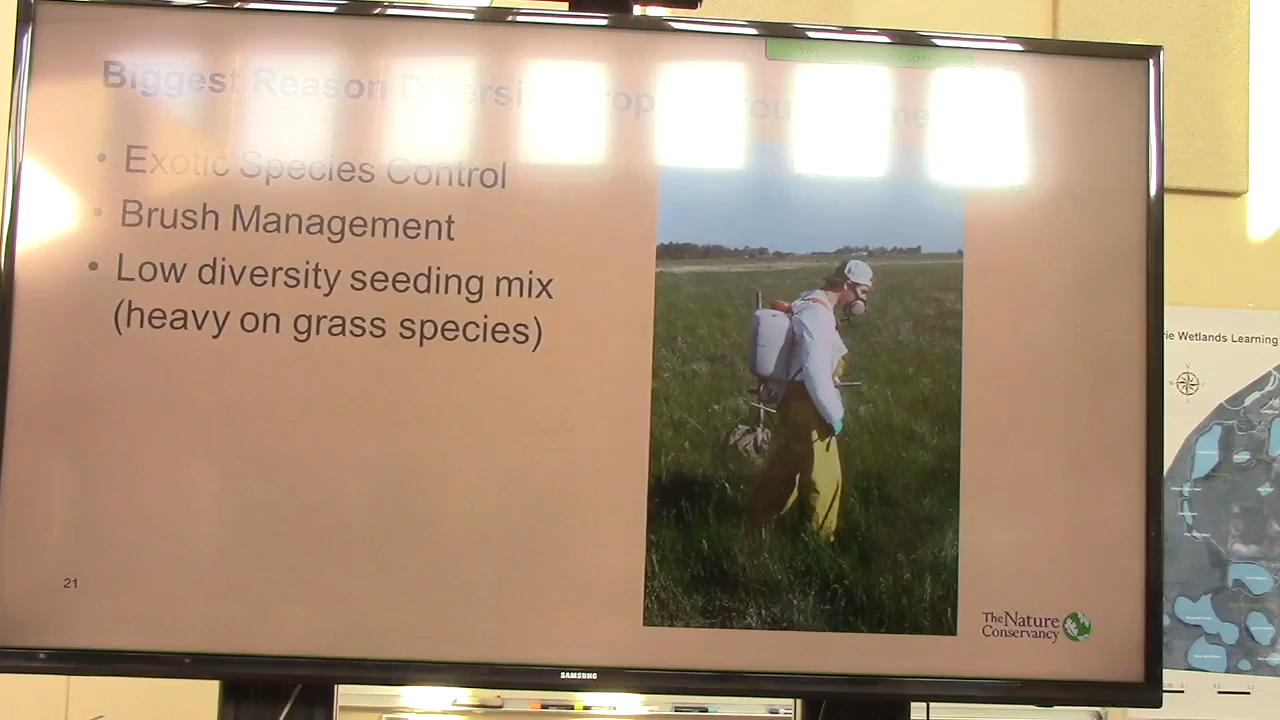 Biggest Reason
• Exotic Species Control
• Brush Management
• Low diversity seeding mix
(heavy on grass species)
21
The Nature
Conservancy
SAMSUNG
Wetlands Learning